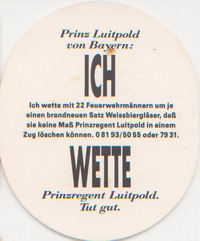 Prinz Luitpold
von Bayern:
ICH
Ich wette mit 22 Feuerwehrmännern um je
einen brandneuen Satz Weissbiergläser, daß
sie keine Maß Prinzregent Luitpold in einem
Zug löschen können. 0 81 93/50 55 oder 79 31.
WETTE
Prinzregent Luitpold.
Tut gut.